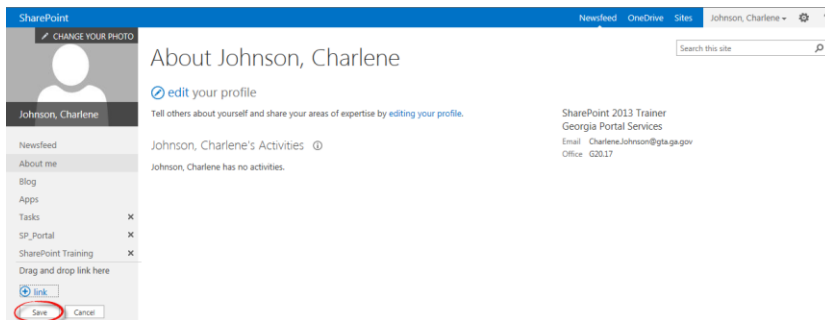 SharePoint
Newsfeed OneDrive Sites Johnson, Charlene
CHANGE YOUR PHOTO
Johnson, Charlene
Newsfeed
About me
Blog
Apps
Tasks
SP_Portal
SharePoint Training
Drag and drop link here
link
Save Cancel
About Johnson, Charlene
Search this site
edit your profile
Tell others about yourself and share your areas of expertise by editing your profile.
Johnson, Charlene's Activities
Johnson, Charlene has no activities.
SharePoint 2013 Trainer
Georgia Portal Services
Email Charlene.Johnson@gta.ga.gov
Office G20.17